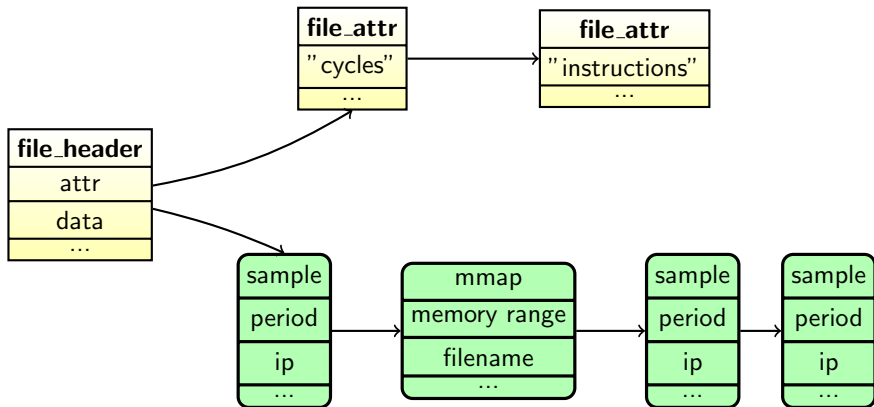 file_attr
"cycles"
...
file_attr
"instructions"
...
file_header
attr
data
...
sample
period
ip
...
mmap
memory range
filename
...
sample
period
ip
...
sample
period
ip
...